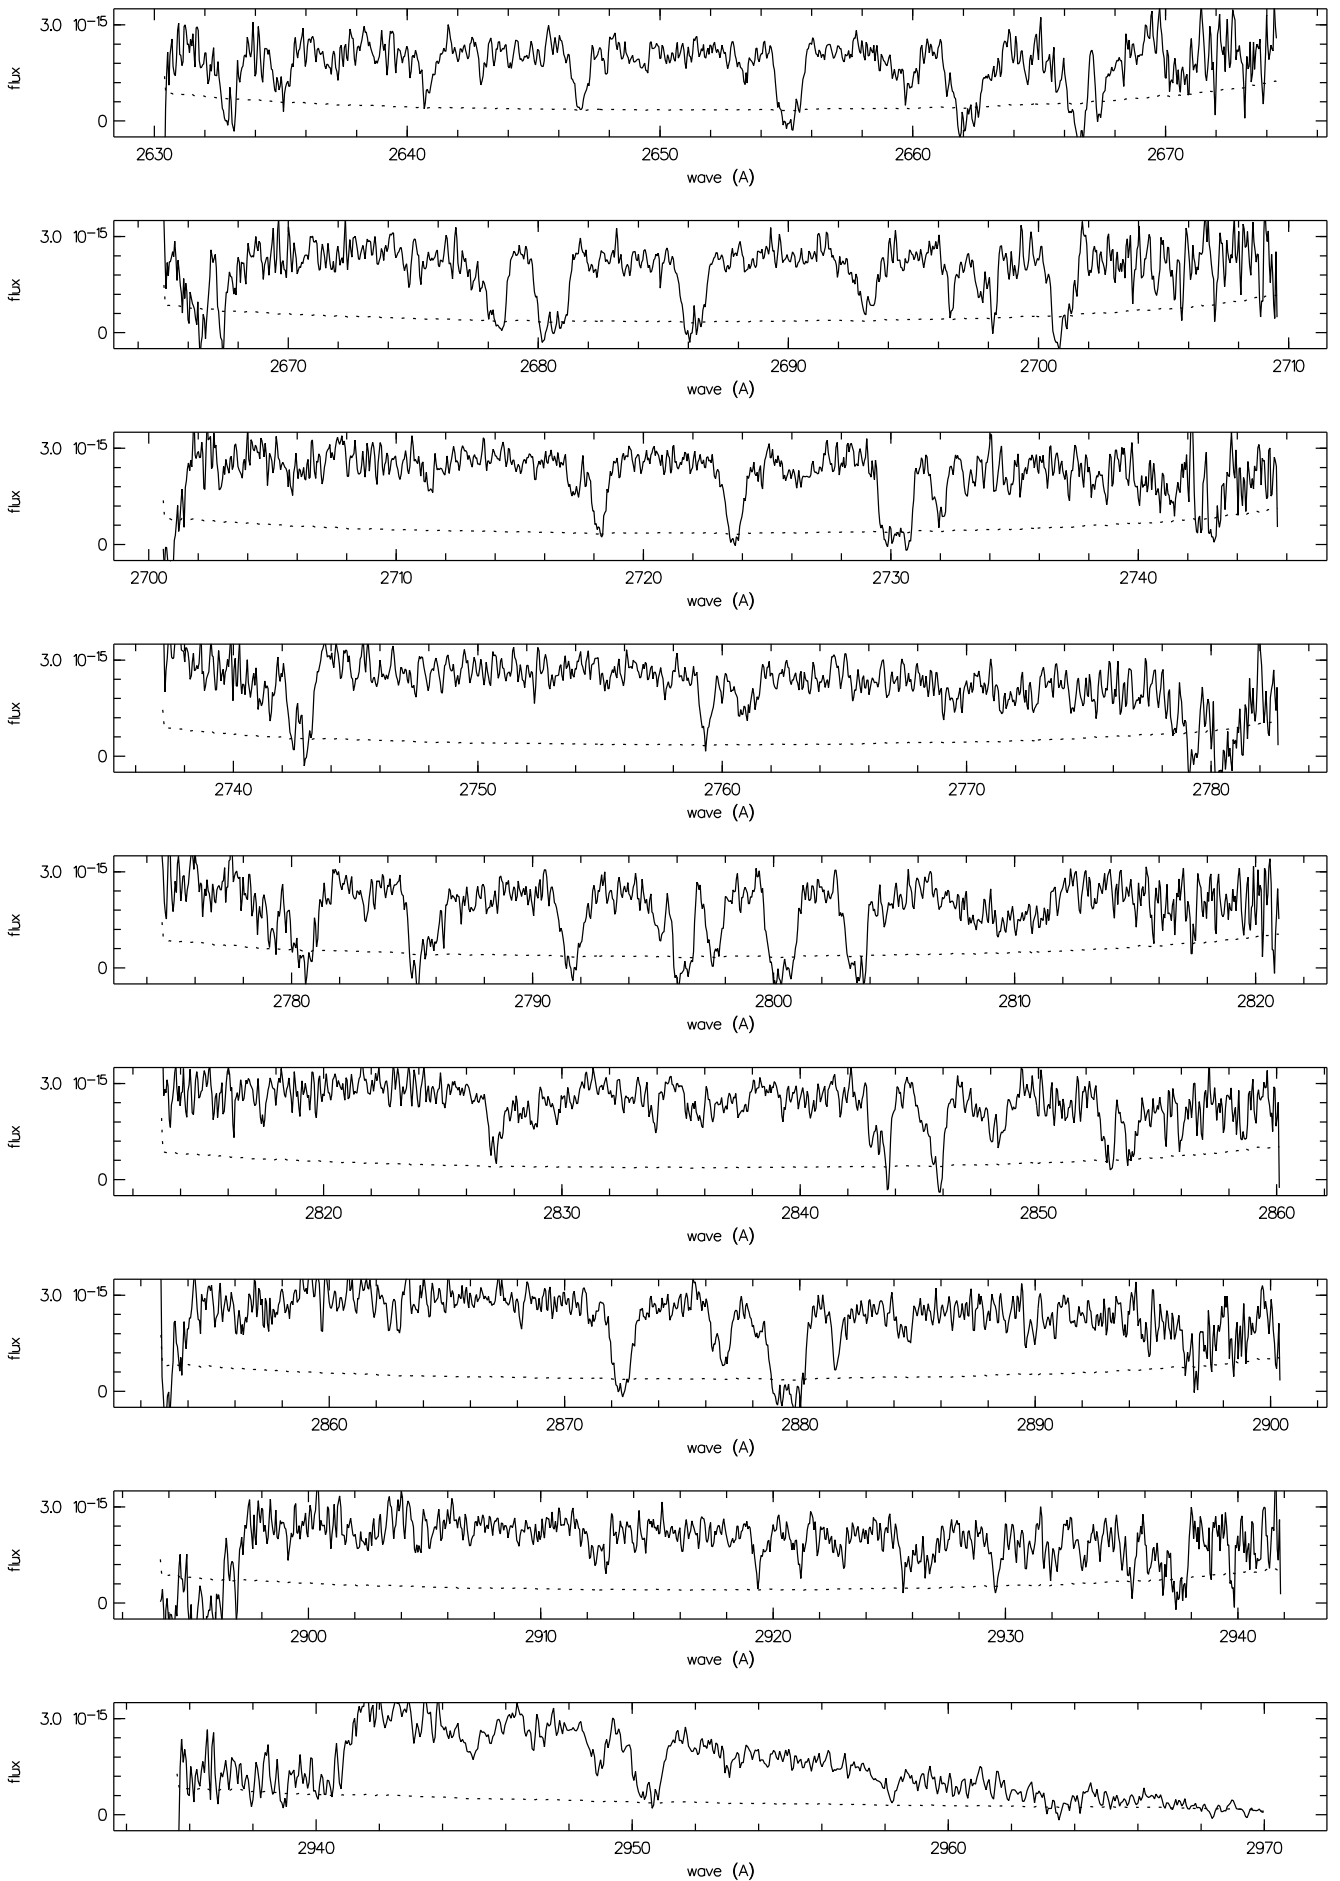 3.0 10⁻¹⁵
flux
0
2630 2640 2650 2660 2670
wave (A)
3.0 10⁻¹⁵
flux
0
2670 2680 2690 2700 2710
wave (A)
3.0 10⁻¹⁵
flux
0
2700 2710 2720 2730 2740
wave (A)
3.0 10⁻¹⁵
flux
0
2740 2750 2760 2770 2780
wave (A)
3.0 10⁻¹⁵
flux
0
2780 2790 2800 2810 2820
wave (A)
3.0 10⁻¹⁵
flux
0
2820 2830 2840 2850 2860
wave (A)
3.0 10⁻¹⁵
flux
0
2860 2870 2880 2890 2900
wave (A)
3.0 10⁻¹⁵
flux
0
2900 2910 2920 2930 2940
wave (A)
3.0 10⁻¹⁵
flux
0
2940 2950 2960 2970
wave (A)